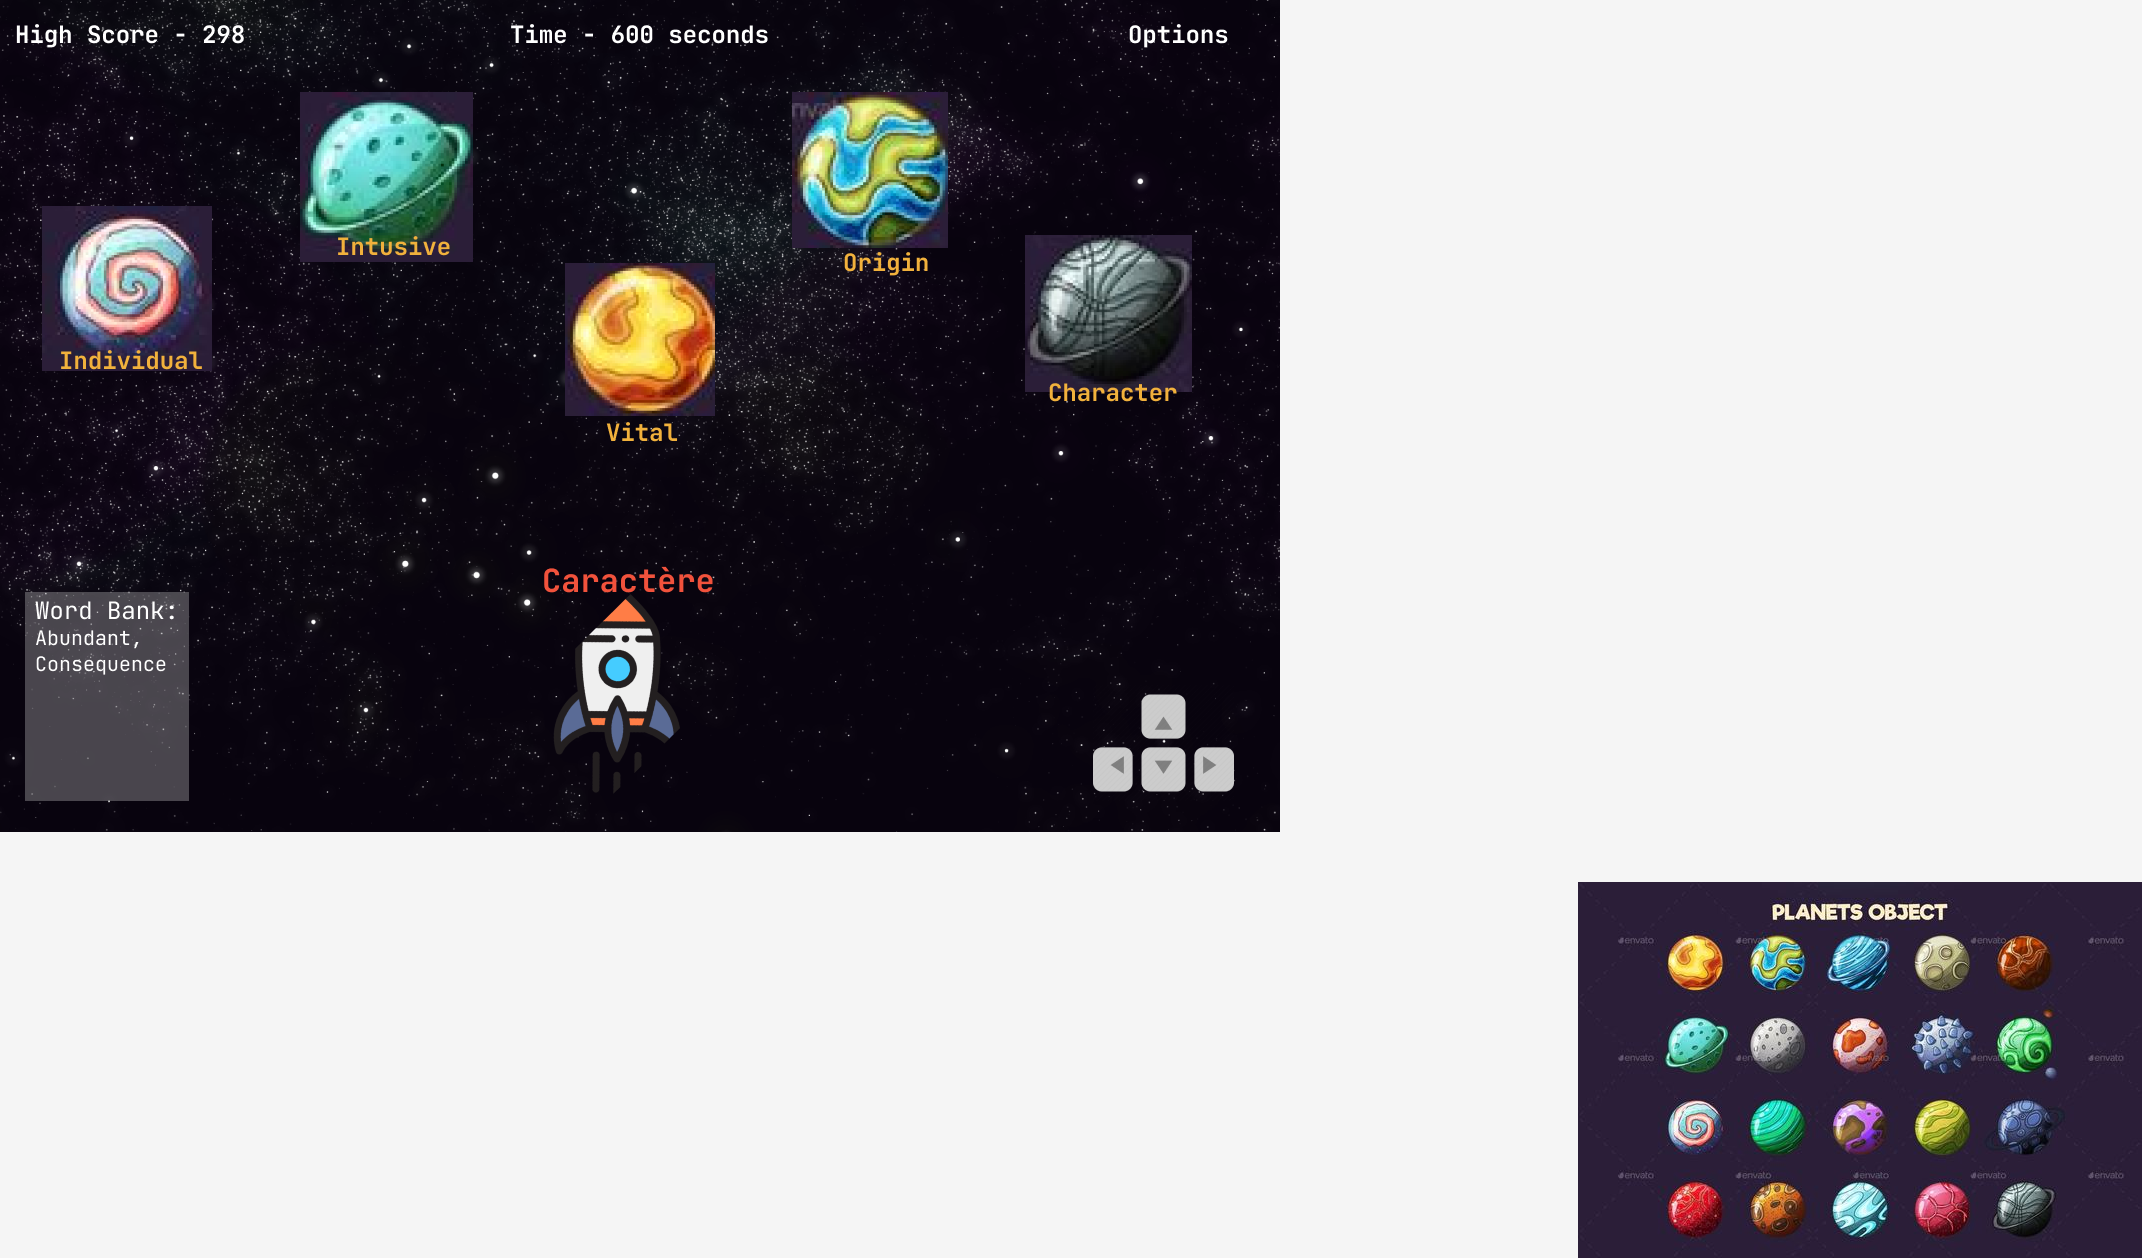 High Score - 298
Time - 600 seconds
Options
Intusive
Origin
Individual
Character
Vital
Caractère
Word Bank:
Abundant,
Consequence
PLANETS OBJECT
envato envato envato envato envato
envato envato envato envato envato
envato envato envato envato envato